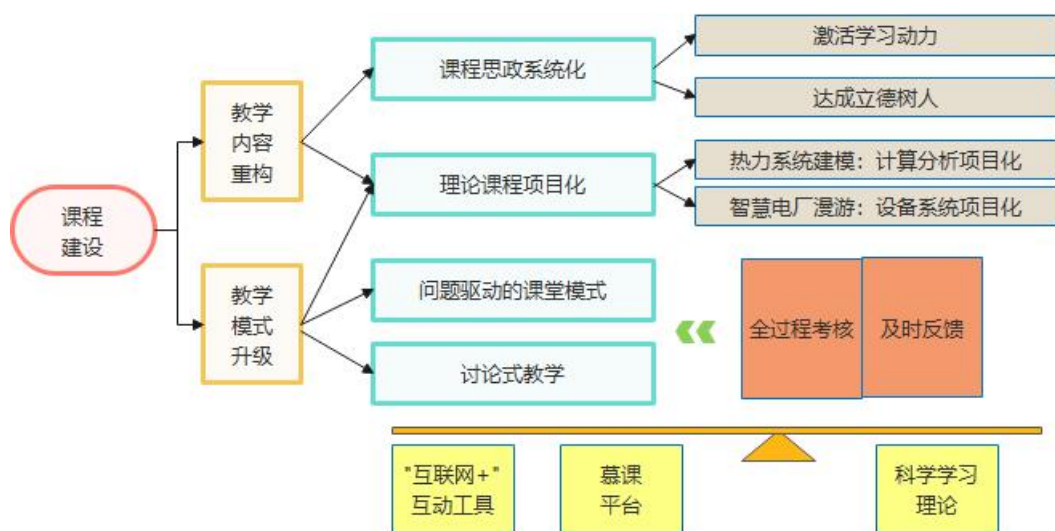 课程
建设
教学
内容
重构
教学
模式
升级
课程思政系统化
理论课程项目化
问题驱动的课堂模式
讨论式教学
激活学习动力
达成立德树人
热力系统建模：计算分析项目化
智慧电厂漫游：设备系统项目化
全过程考核
及时反馈
"互联网+"
互动工具
慕课
平台
科学学习
理论